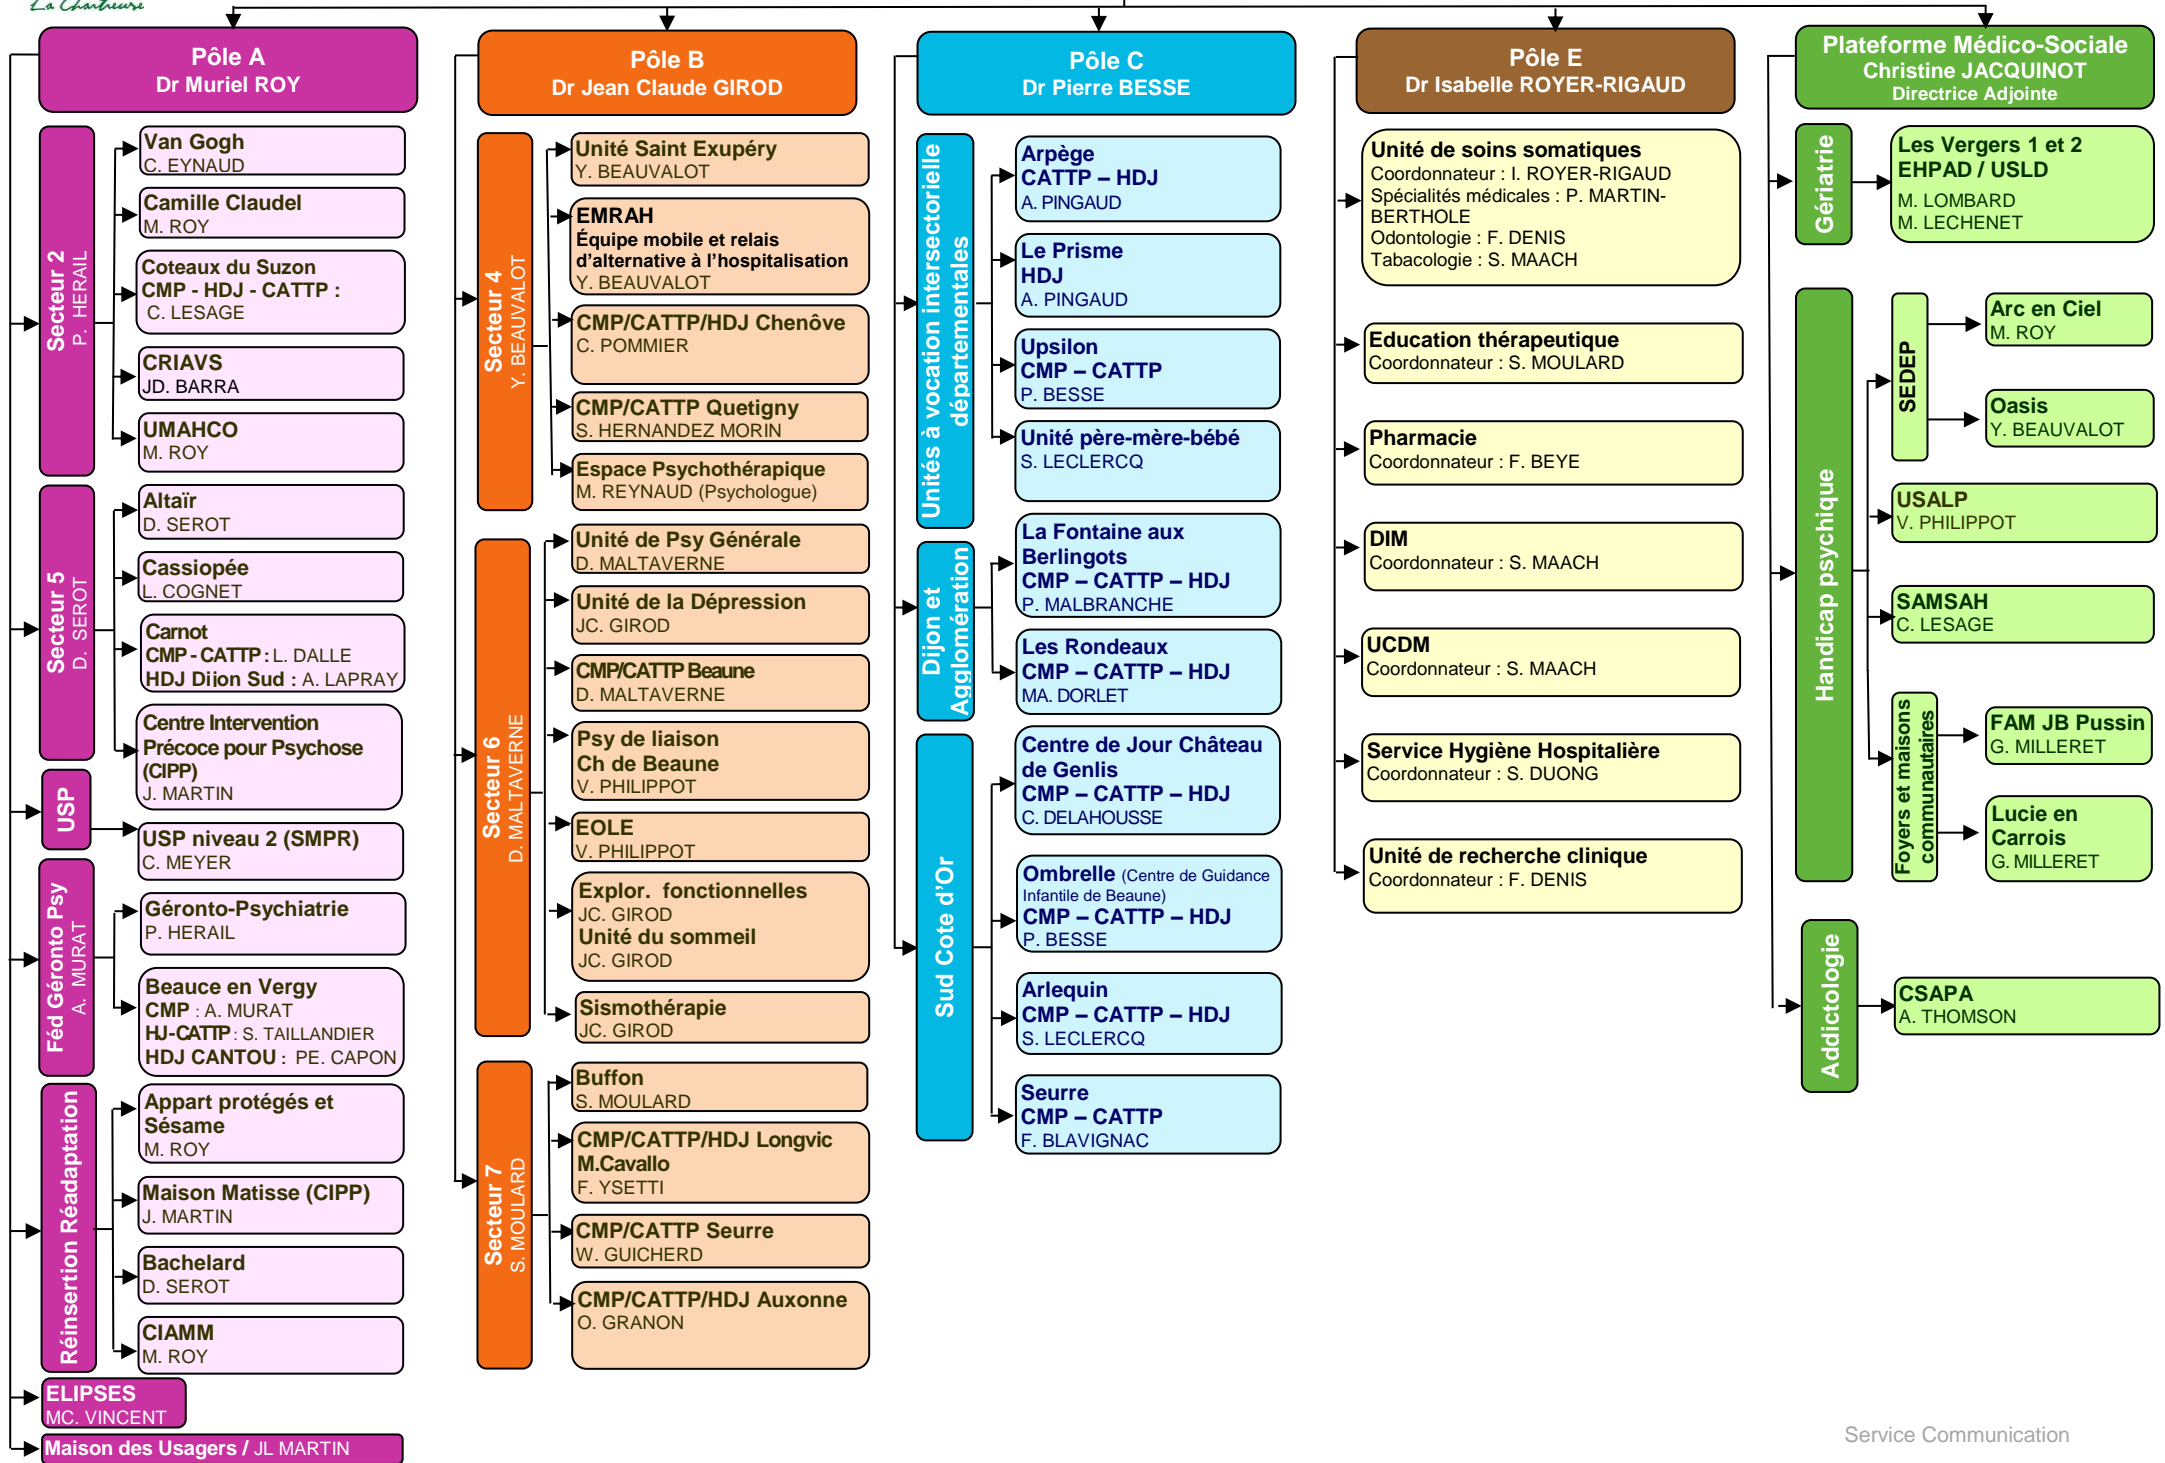 La Chartreuse
Pôle A
Dr Muriel ROY
Secteur 2
P. HERAIL
Van Gogh
C. EYNAUD
Camille Claudel
M. ROY
Coteaux du Suzon
CMP - HDJ - CATTP :
C. LESAGE
CRIAVS
JD. BARRA
UMAHCO
M. ROY
Secteur 5
D. SEROT
Altaïr
D. SEROT
Cassiopée
L. COGNET
Carnot
CMP - CATTP : L. DALLE
HDJ Dijon Sud : A. LAPRAY
Centre Intervention
Précoce pour Psychose
(CIPP)
J. MARTIN
USP
USP niveau 2 (SMPR)
C. MEYER
Féd Géronto Psy
A. MURAT
Géronto-Psychiatrie
P. HERAIL
Beauce en Vergy
CMP : A. MURAT
HJ-CATTP : S. TAILLANDIER
HDJ CANTOU : PE. CAPON
Réinsertion Réadaptation
Appart protégés et
Sésame
M. ROY
Maison Matisse (CIPP)
J. MARTIN
Bachelard
D. SEROT
CIAMM
M. ROY
ELIPSES
MC. VINCENT
Maison des Usagers / JL MARTIN
Pôle B
Dr Jean Claude GIROD
Secteur 4
Y. BEAUVALOT
Unité Saint Exupéry
Y. BEAUVALOT
EMRAH
Équipe mobile et relais
d’alternative à l’hospitalisation
Y. BEAUVALOT
CMP/CATTP/HDJ Chenôve
C. POMMIER
CMP/CATTP Quetigny
S. HERNANDEZ MORIN
Espace Psychothérapique
M. REYNAUD (Psychologue)
Secteur 6
D. MALTAVERNE
Unité de Psy Générale
D. MALTAVERNE
Unité de la Dépression
JC. GIROD
CMP/CATTP Beaune
D. MALTAVERNE
Psy de liaison
Ch de Beaune
V. PHILIPPOT
EOLE
V. PHILIPPOT
Explor. fonctionnelles
JC. GIROD
Unité du sommeil
JC. GIROD
Sismothérapie
JC. GIROD
Secteur 7
S. MOULARD
Buffon
S. MOULARD
CMP/CATTP/HDJ Longvic
M.Cavallo
F. YSETTI
CMP/CATTP Seurre
W. GUICHERD
CMP/CATTP/HDJ Auxonne
O. GRANON
Pôle C
Dr Pierre BESSE
Unités à vocation intersectorielle
départementales
Arpège
CATTP – HDJ
A. PINGAUD
Le Prisme
HDJ
A. PINGAUD
Upsilon
CMP – CATTP
P. BESSE
Unité père-mère-bébé
S. LECLERCQ
Dijon et
Agglomération
La Fontaine aux
Berlingots
CMP – CATTP – HDJ
P. MALBRANCHE
Les Rondeaux
CMP – CATTP – HDJ
MA. DORLET
Sud Cote d’Or
Centre de Jour Château
de Genlis
CMP – CATTP – HDJ
C. DELAHOUSSE
Ombrelle (Centre de Guidance
Infantile de Beaune)
CMP – CATTP – HDJ
P. BESSE
Arlequin
CMP – CATTP – HDJ
S. LECLERCQ
Seurre
CMP – CATTP
F. BLAVIGNAC
Pôle E
Dr Isabelle ROYER-RIGAUD
Unité de soins somatiques
Coordonnateur : I. ROYER-RIGAUD
Spécialités médicales : P. MARTIN-
BERTHOLE
Odontologie : F. DENIS
Tabacologie : S. MAACH
Education thérapeutique
Coordonnateur : S. MOULARD
Pharmacie
Coordonnateur : F. BEYE
DIM
Coordonnateur : S. MAACH
UCDM
Coordonnateur : S. MAACH
Service Hygiène Hospitalière
Coordonnateur : S. DUONG
Unité de recherche clinique
Coordonnateur : F. DENIS
Plateforme Médico-Sociale
Christine JACQUINOT
Directrice Adjointe
Gériatrie
Les Vergers 1 et 2
EHPAD / USLD
M. LOMBARD
M. LECHENET
Handicap psychique
SEDEP
Arc en Ciel
M. ROY
Oasis
Y. BEAUVALOT
USALP
V. PHILIPPOT
SAMSAH
C. LESAGE
Foyers et maisons
communautaires
FAM JB Pussin
G. MILLERET
Lucie en
Carrois
G. MILLERET
Addictologie
CSAPA
A. THOMSON
Service Communication